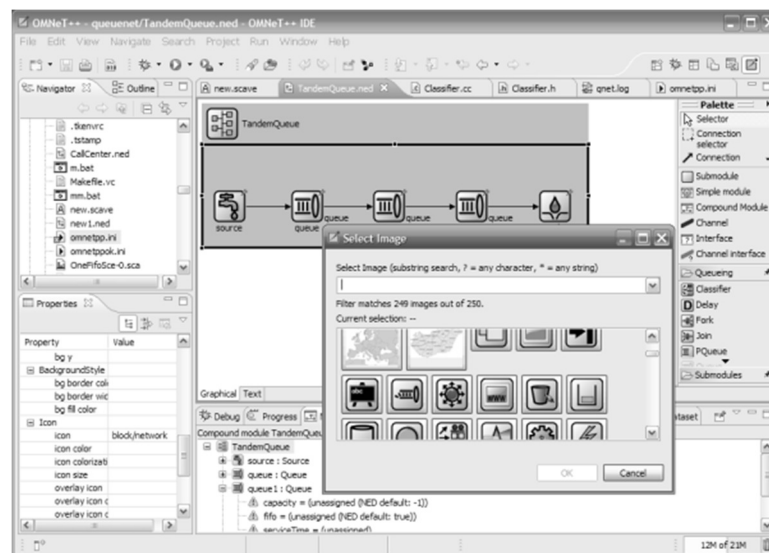 OMNeT++ - queuenet/TandemQueue.ned - OMNeT++ IDE
File Edit View Navigate Search Project Run Window Help
Navigator Outline
new.scave TandemQueue.ned Classifier.cc Classifier.h qnet.log omnetpp.ini
.tkenvrc
.tstamp
CallCenter.ned
m.bat
Makefile.vc
mm.bat
new.scave
new1.ned
omnetpp.ini
omnetppok.ini
OneFifoSce-0.sca
TandemQueue
source queue queue queue queue
Palette
Selector
Connection selector
Connection
Submodule
Simple module
Compound Module
Channel
Interface
Channel interface
Queueing
Classifier
Delay
Fork
Join
PQueue
Submodules
Select Image
Select Image (substring search, ? = any character, * = any string)
Filter matches 249 images out of 250.
Current selection: --
abc
WWW
OK Cancel
Properties
Property Value
bg y
BackgroundStyle
bg border col
bg border wid
bg fill color
Icon
icon block/network
icon color
icon colorizati
icon size
overlay icon
overlay icon c
overlay icon c
Graphical Text
Debug Progress
Compound module TandemQueu
TandemQueue
source : Source
queue : Queue
queue1 : Queue
capacity = (unassigned (NED default: -1))
fifo = (unassigned (NED default: true))
serviceTime = (unassigned)
12M of 21M